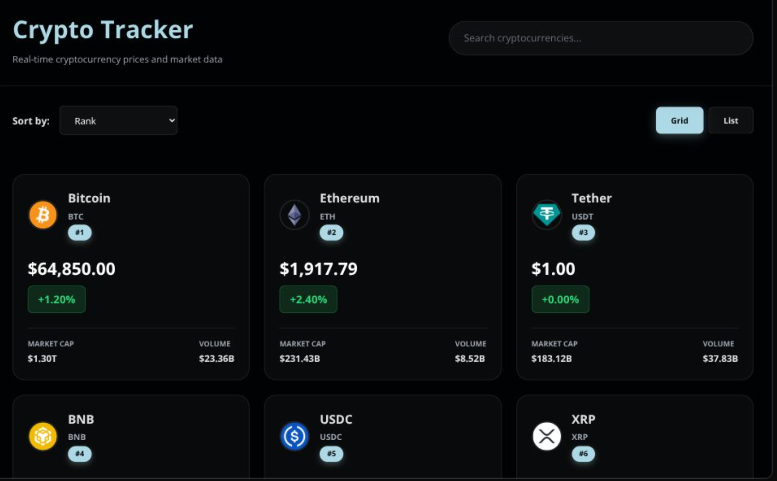 Crypto Tracker
Real-time cryptocurrency prices and market data
Search cryptocurrencies...
Sort by:
Rank
Grid
List
Bitcoin
BTC
#1
$64,850.00
+1.20%
MARKET CAP
VOLUME
$1.30T
$23.36B
Ethereum
ETH
#2
$1,917.79
+2.40%
MARKET CAP
VOLUME
$231.43B
$8.52B
Tether
USDT
#3
$1.00
+0.00%
MARKET CAP
VOLUME
$183.12B
$37.83B
BNB
BNB
#4
USDC
USDC
#5
XRP
XRP
#6